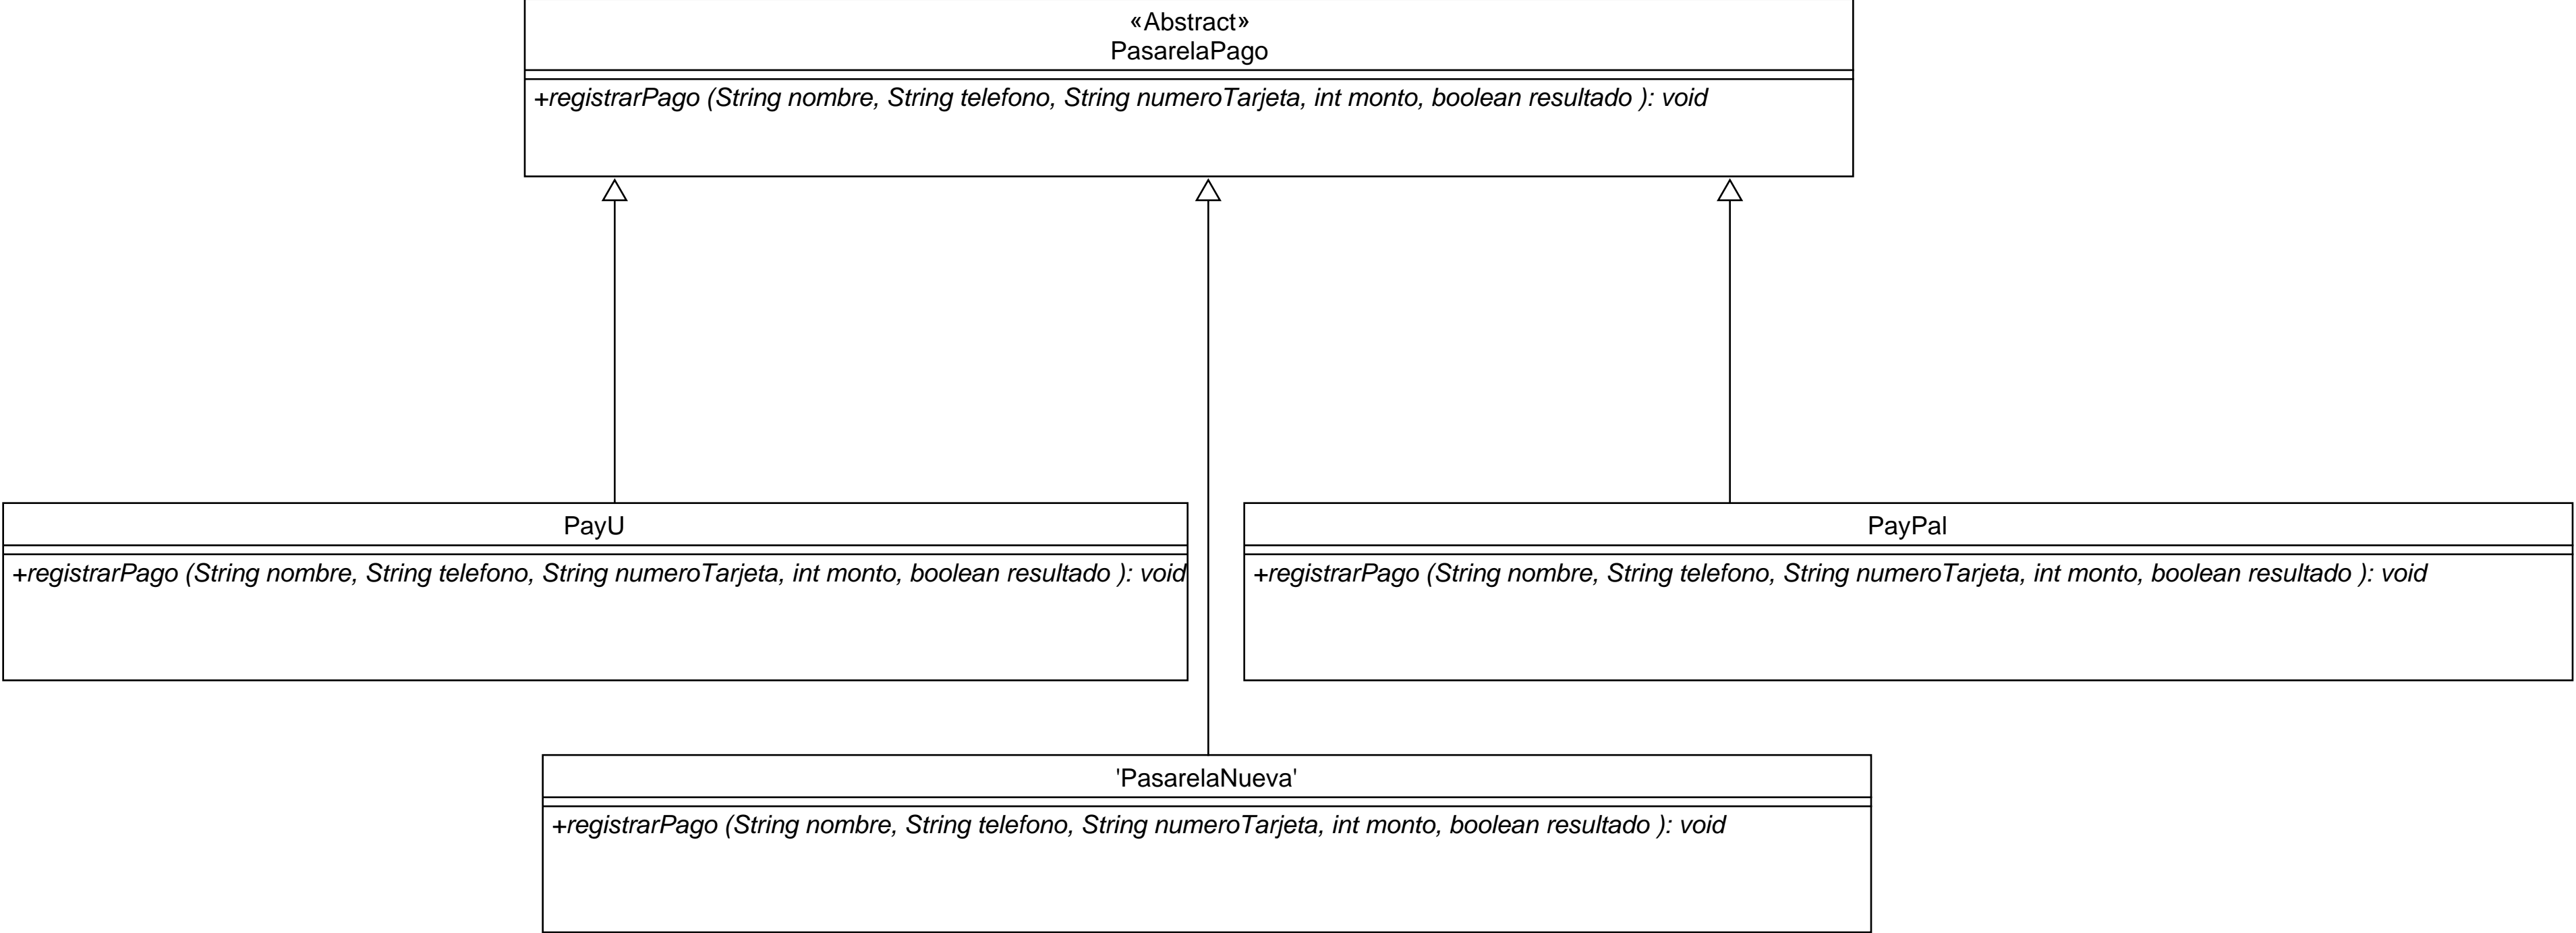 «Abstract»
PasarelaPago
+registrarPago (String nombre, String telefono, String numeroTarjeta, int monto, boolean resultado ): void
PayU
+registrarPago (String nombre, String telefono, String numeroTarjeta, int monto, boolean resultado ): void
PayPal
+registrarPago (String nombre, String telefono, String numeroTarjeta, int monto, boolean resultado ): void
'PasarelaNueva'
+registrarPago (String nombre, String telefono, String numeroTarjeta, int monto, boolean resultado ): void